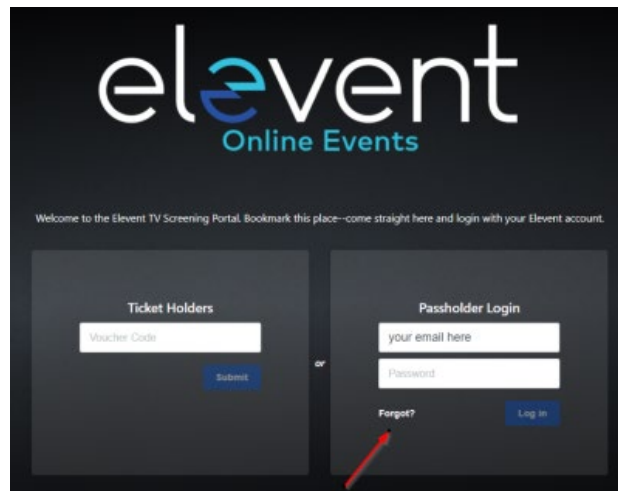 elevent
Online Events
Welcome to the Elevent TV Screening Portal. Bookmark this place--come straight here and login with your Elevent account.
Ticket Holders
Voucher Code
Submit
or
Passholder Login
your email here
Password
Forgot?
Log in